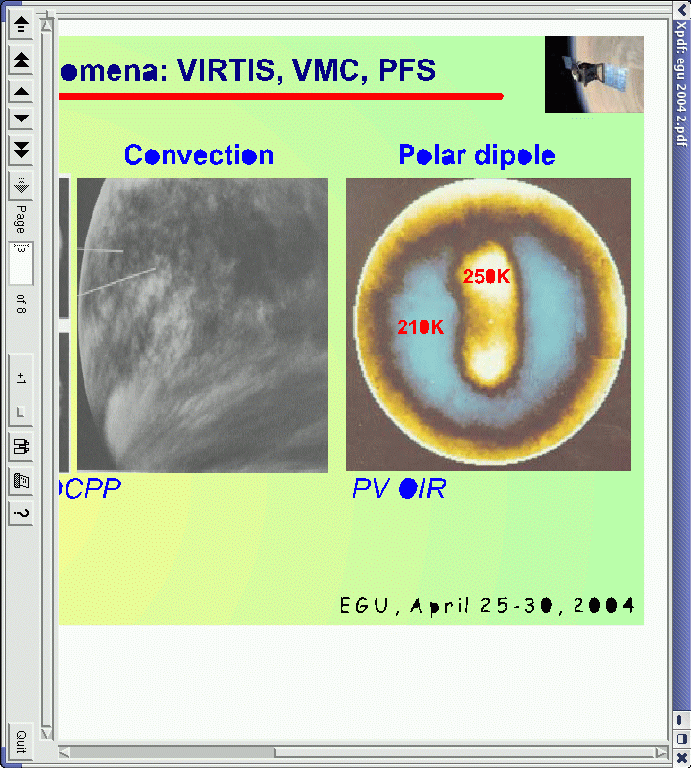 Xpdf: egu 2004 2.pdf
omena: VIRTIS, VMC, PFS
Convection
Polar dipole
250K
210K
OCPP
PV OIR
EGU, April 25-30, 2004
Page
3
of 8
+1
?
Quit